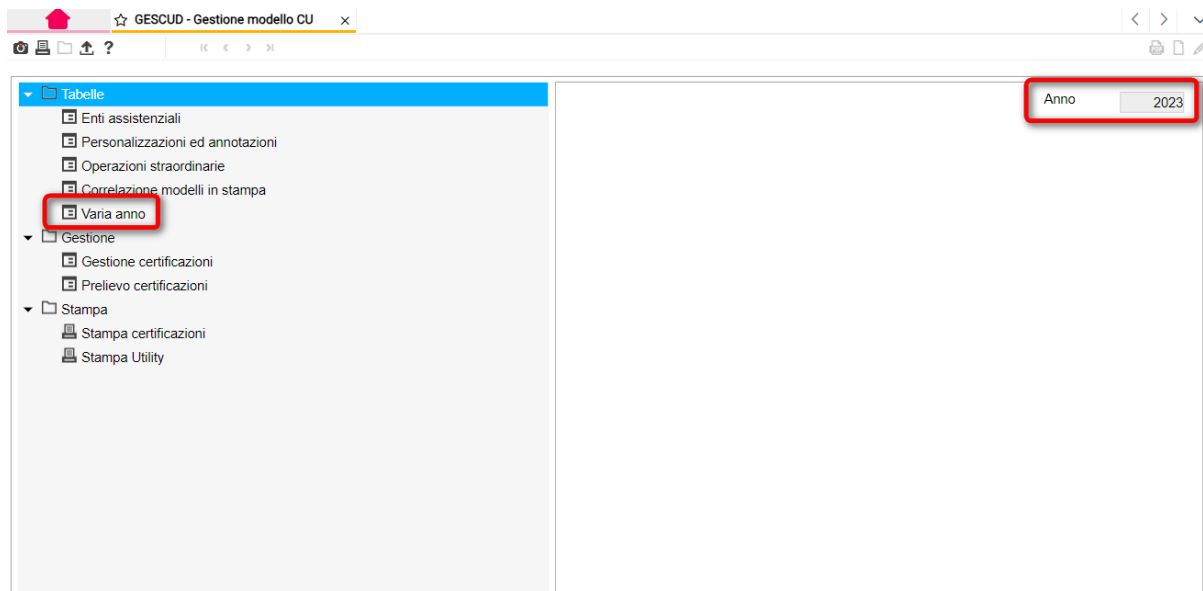 GESCUD - Gestione modello CU
Tabelle
Enti assistenziali
Personalizzazioni ed annotazioni
Operazioni straordinarie
Correlazione modelli in stampa
Varia anno
Gestione
Gestione certificazioni
Prelievo certificazioni
Stampa
Stampa certificazioni
Stampa Utility
Anno 2023